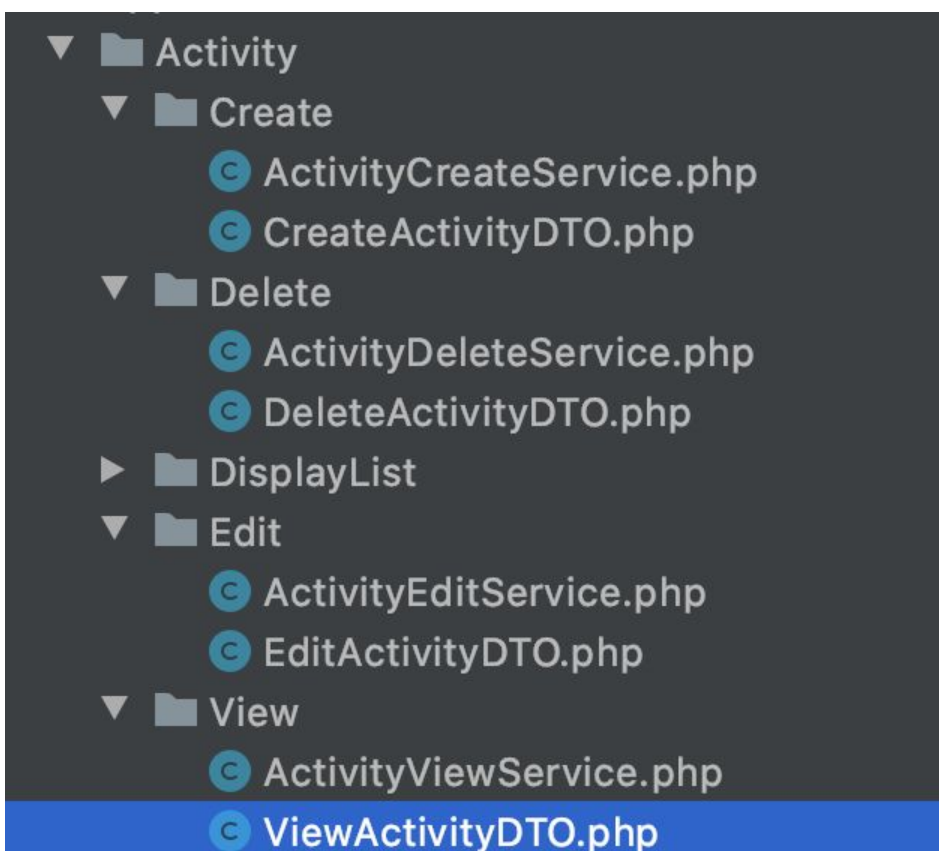 Activity
Create
C ActivityCreateService.php
C CreateActivityDTO.php
Delete
C ActivityDeleteService.php
C DeleteActivityDTO.php
DisplayList
Edit
C ActivityEditService.php
C EditActivityDTO.php
View
C ActivityViewService.php
C ViewActivityDTO.php